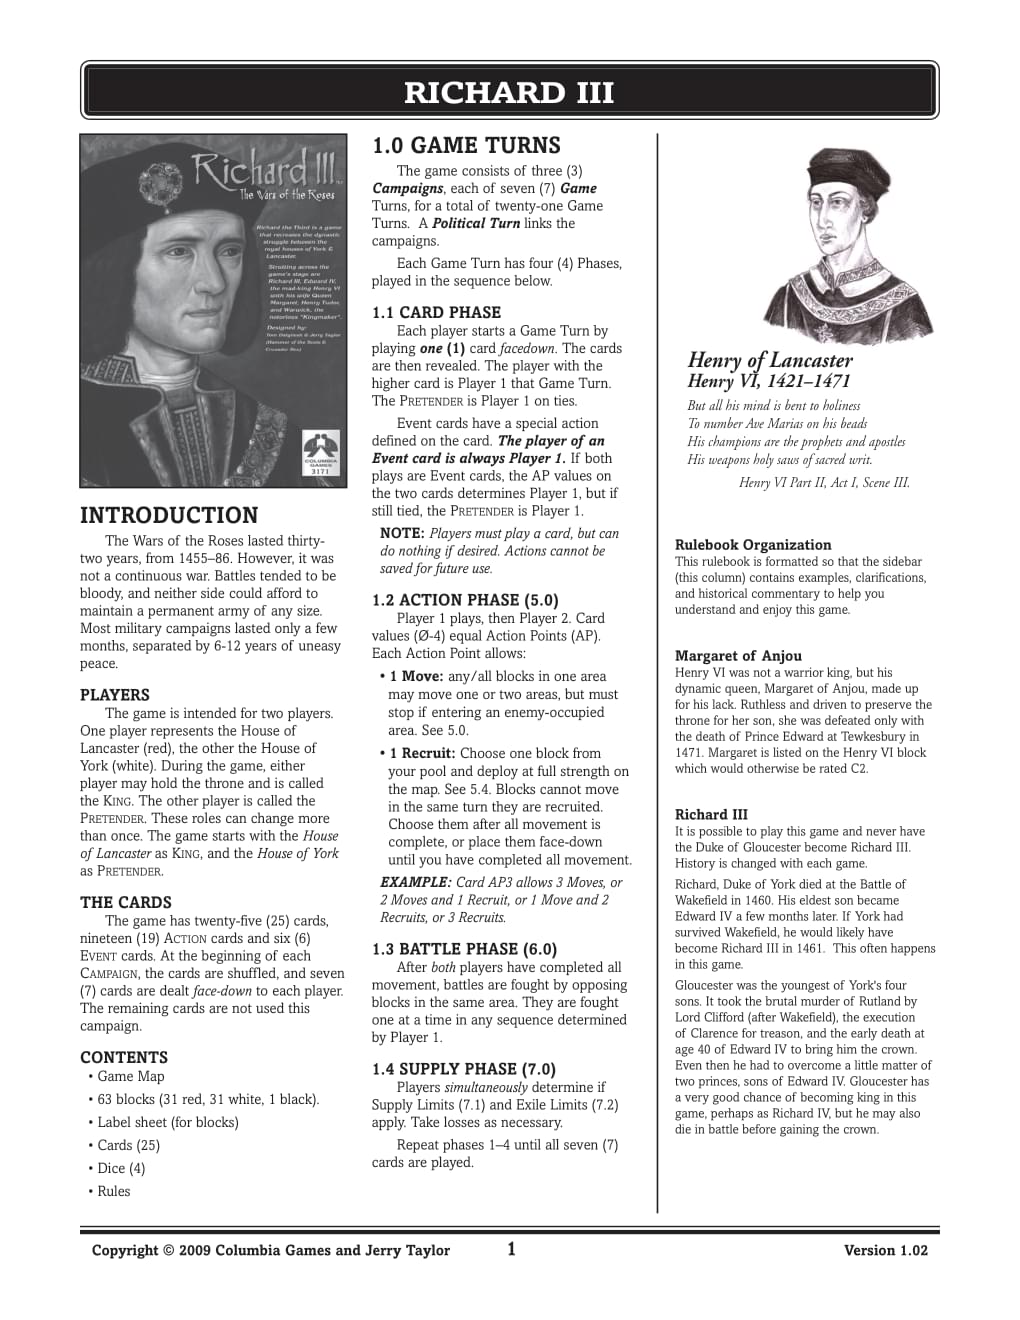 RICHARD III
Richard III
The Wars of the Roses
Richard the Third is a game
that recreates the dynastic
struggle between the
royal houses of York &
Lancaster.
Strutting across the
game's stage are
Richard III, Edward IV,
the mad-king Henry VI
with his wife Queen
Margaret, Henry Tudor,
and Warwick, the
notorious "Kingmaker".
Designed by:
Tom Dalgliesh & Jerry Taylor
(Hammer of the Scots &
Crusader Rex)
COLUMBIA
GAMES
3171
INTRODUCTION
The Wars of the Roses lasted thirty-
two years, from 1455–86. However, it was
not a continuous war. Battles tended to be
bloody, and neither side could afford to
maintain a permanent army of any size.
Most military campaigns lasted only a few
months, separated by 6-12 years of uneasy
peace.
PLAYERS
The game is intended for two players.
One player represents the House of
Lancaster (red), the other the House of
York (white). During the game, either
player may hold the throne and is called
the KING. The other player is called the
PRETENDER. These roles can change more
than once. The game starts with the House
of Lancaster as KING, and the House of York
as PRETENDER.
THE CARDS
The game has twenty-five (25) cards,
nineteen (19) ACTION cards and six (6)
EVENT cards. At the beginning of each
CAMPAIGN, the cards are shuffled, and seven
(7) cards are dealt face-down to each player.
The remaining cards are not used this
campaign.
CONTENTS
• Game Map
• 63 blocks (31 red, 31 white, 1 black).
• Label sheet (for blocks)
• Cards (25)
• Dice (4)
• Rules
1.0 GAME TURNS
The game consists of three (3)
Campaigns, each of seven (7) Game
Turns, for a total of twenty-one Game
Turns. A Political Turn links the
campaigns.
Each Game Turn has four (4) Phases,
played in the sequence below.
1.1 CARD PHASE
Each player starts a Game Turn by
playing one (1) card facedown. The cards
are then revealed. The player with the
higher card is Player 1 that Game Turn.
The PRETENDER is Player 1 on ties.
Event cards have a special action
defined on the card. The player of an
Event card is always Player 1. If both
plays are Event cards, the AP values on
the two cards determines Player 1, but if
still tied, the PRETENDER is Player 1.
NOTE: Players must play a card, but can
do nothing if desired. Actions cannot be
saved for future use.
1.2 ACTION PHASE (5.0)
Player 1 plays, then Player 2. Card
values (Ø-4) equal Action Points (AP).
Each Action Point allows:
• 1 Move: any/all blocks in one area
may move one or two areas, but must
stop if entering an enemy-occupied
area. See 5.0.
• 1 Recruit: Choose one block from
your pool and deploy at full strength on
the map. See 5.4. Blocks cannot move
in the same turn they are recruited.
Choose them after all movement is
complete, or place them face-down
until you have completed all movement.
EXAMPLE: Card AP3 allows 3 Moves, or
2 Moves and 1 Recruit, or 1 Move and 2
Recruits, or 3 Recruits.
1.3 BATTLE PHASE (6.0)
After both players have completed all
movement, battles are fought by opposing
blocks in the same area. They are fought
one at a time in any sequence determined
by Player 1.
1.4 SUPPLY PHASE (7.0)
Players simultaneously determine if
Supply Limits (7.1) and Exile Limits (7.2)
apply. Take losses as necessary.
Repeat phases 1–4 until all seven (7)
cards are played.
Henry of Lancaster
Henry VI, 1421–1471
But all his mind is bent to holiness
To number Ave Marias on his beads
His champions are the prophets and apostles
His weapons holy saws of sacred writ.
Henry VI Part II, Act I, Scene III.
Rulebook Organization
This rulebook is formatted so that the sidebar
(this column) contains examples, clarifications,
and historical commentary to help you
understand and enjoy this game.
Margaret of Anjou
Henry VI was not a warrior king, but his
dynamic queen, Margaret of Anjou, made up
for his lack. Ruthless and driven to preserve the
throne for her son, she was defeated only with
the death of Prince Edward at Tewkesbury in
1471. Margaret is listed on the Henry VI block
which would otherwise be rated C2.
Richard III
It is possible to play this game and never have
the Duke of Gloucester become Richard III.
History is changed with each game.
Richard, Duke of York died at the Battle of
Wakefield in 1460. His eldest son became
Edward IV a few months later. If York had
survived Wakefield, he would likely have
become Richard III in 1461. This often happens
in this game.
Gloucester was the youngest of York's four
sons. It took the brutal murder of Rutland by
Lord Clifford (after Wakefield), the execution
of Clarence for treason, and the early death at
age 40 of Edward IV to bring him the crown.
Even then he had to overcome a little matter of
two princes, sons of Edward IV. Gloucester has
a very good chance of becoming king in this
game, perhaps as Richard IV, but he may also
die in battle before gaining the crown.
Copyright © 2009 Columbia Games and Jerry Taylor
1
Version 1.02